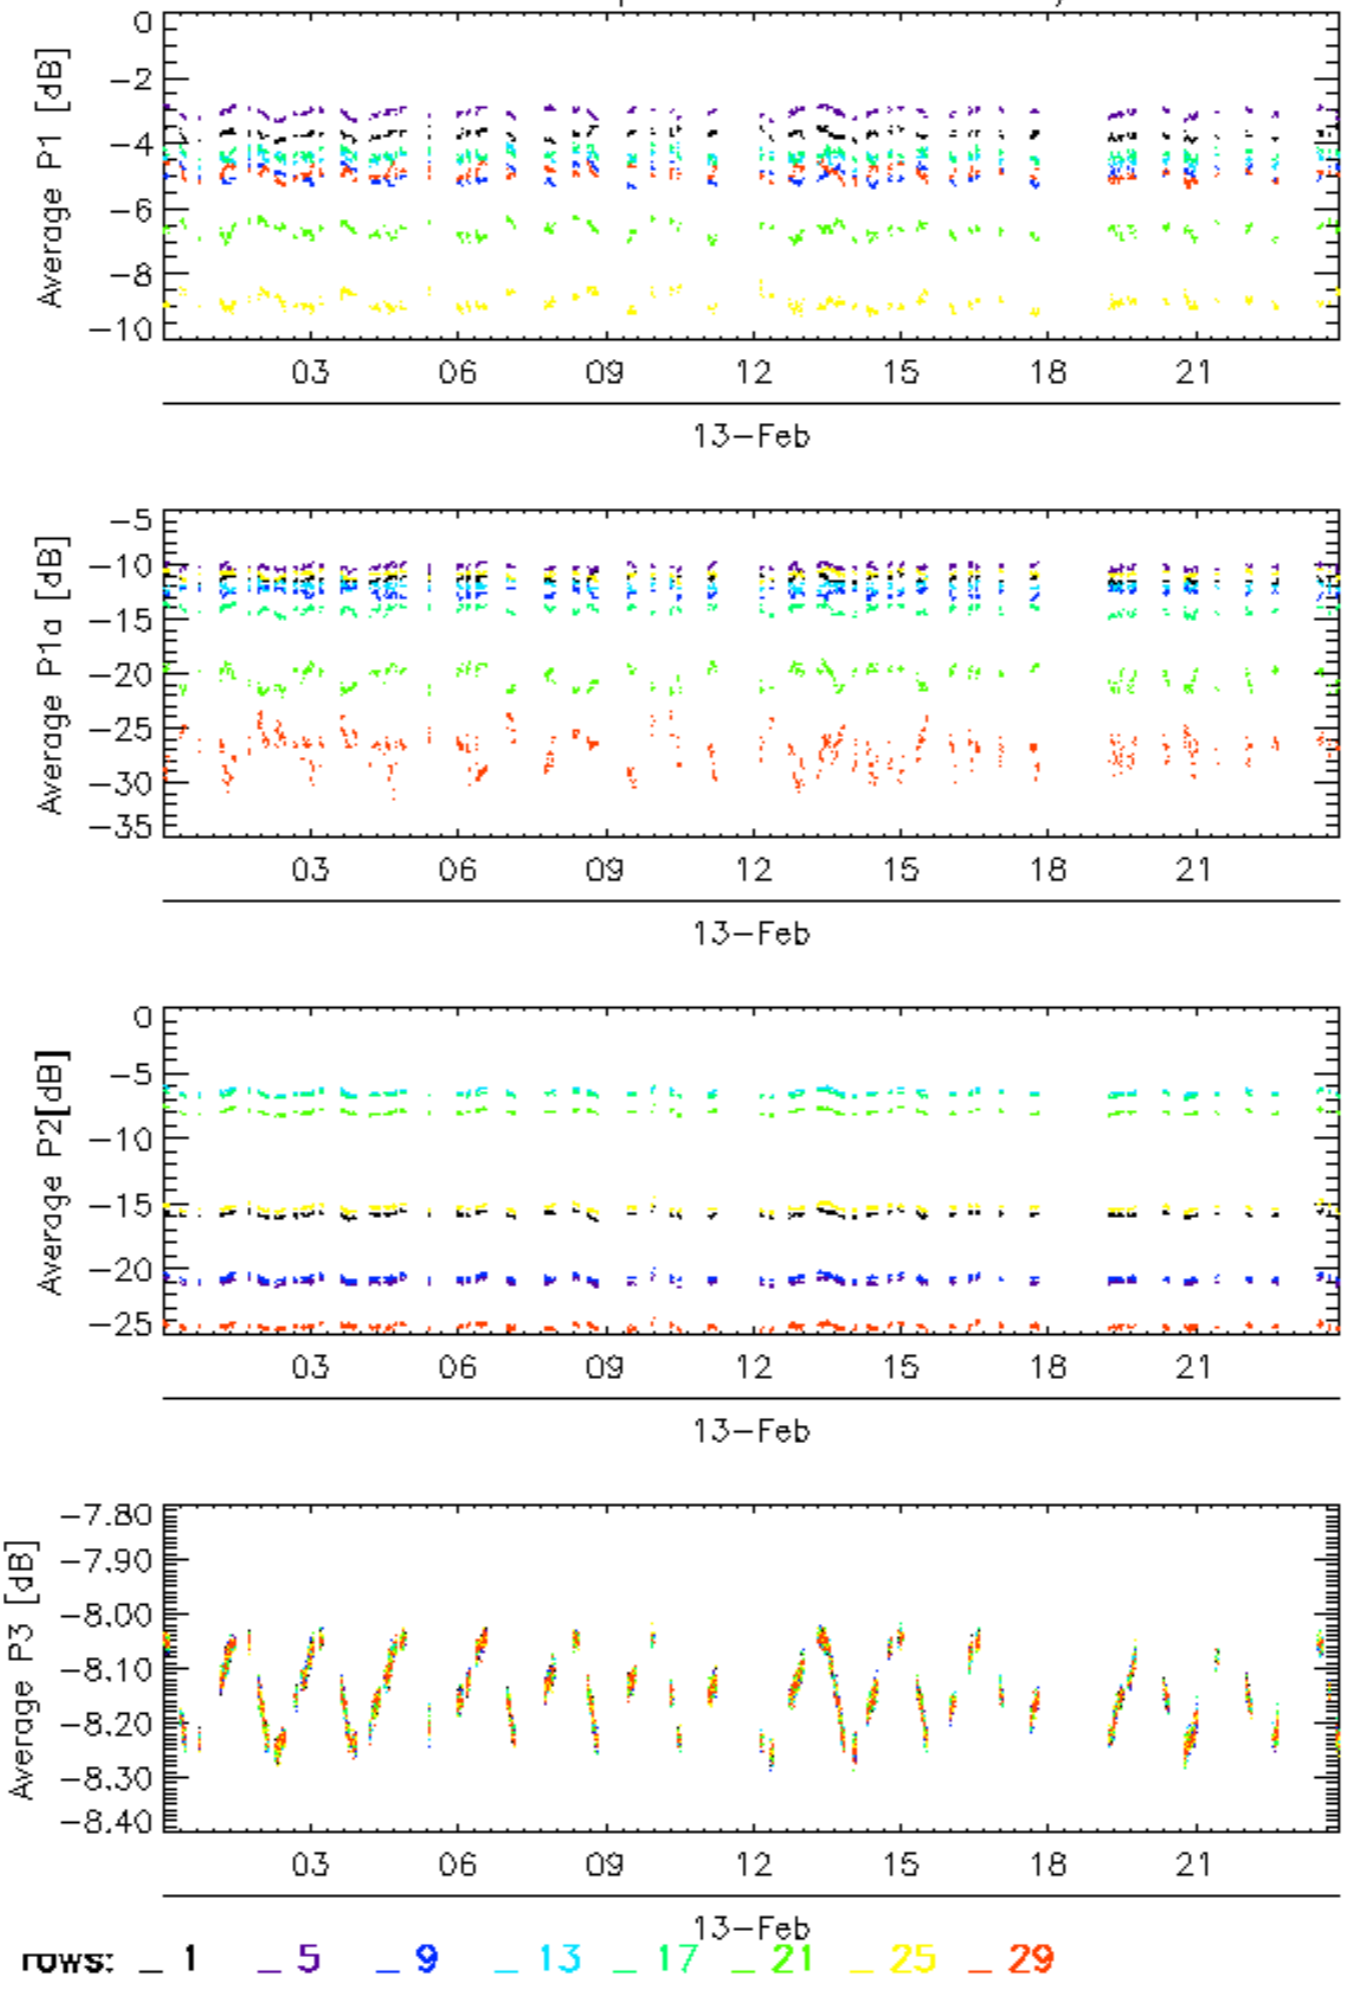 0
-2
-4
-6
-8
-10
Average P1 [dB]
03 06 09 12 15 18 21
13-Feb
-5
-10
-15
-20
-25
-30
-35
Average P1a [dB]
03 06 09 12 15 18 21
13-Feb
0
-5
-10
-15
-20
-25
Average P2[dB]
03 06 09 12 15 18 21
13-Feb
-7.80
-7.90
-8.00
-8.10
-8.20
-8.30
-8.40
Average P3 [dB]
03 06 09 12 15 18 21
13-Feb
rows: _ 1 _ 5 _ 9 _ 13 _ 17 _ 21 _ 25 _ 29